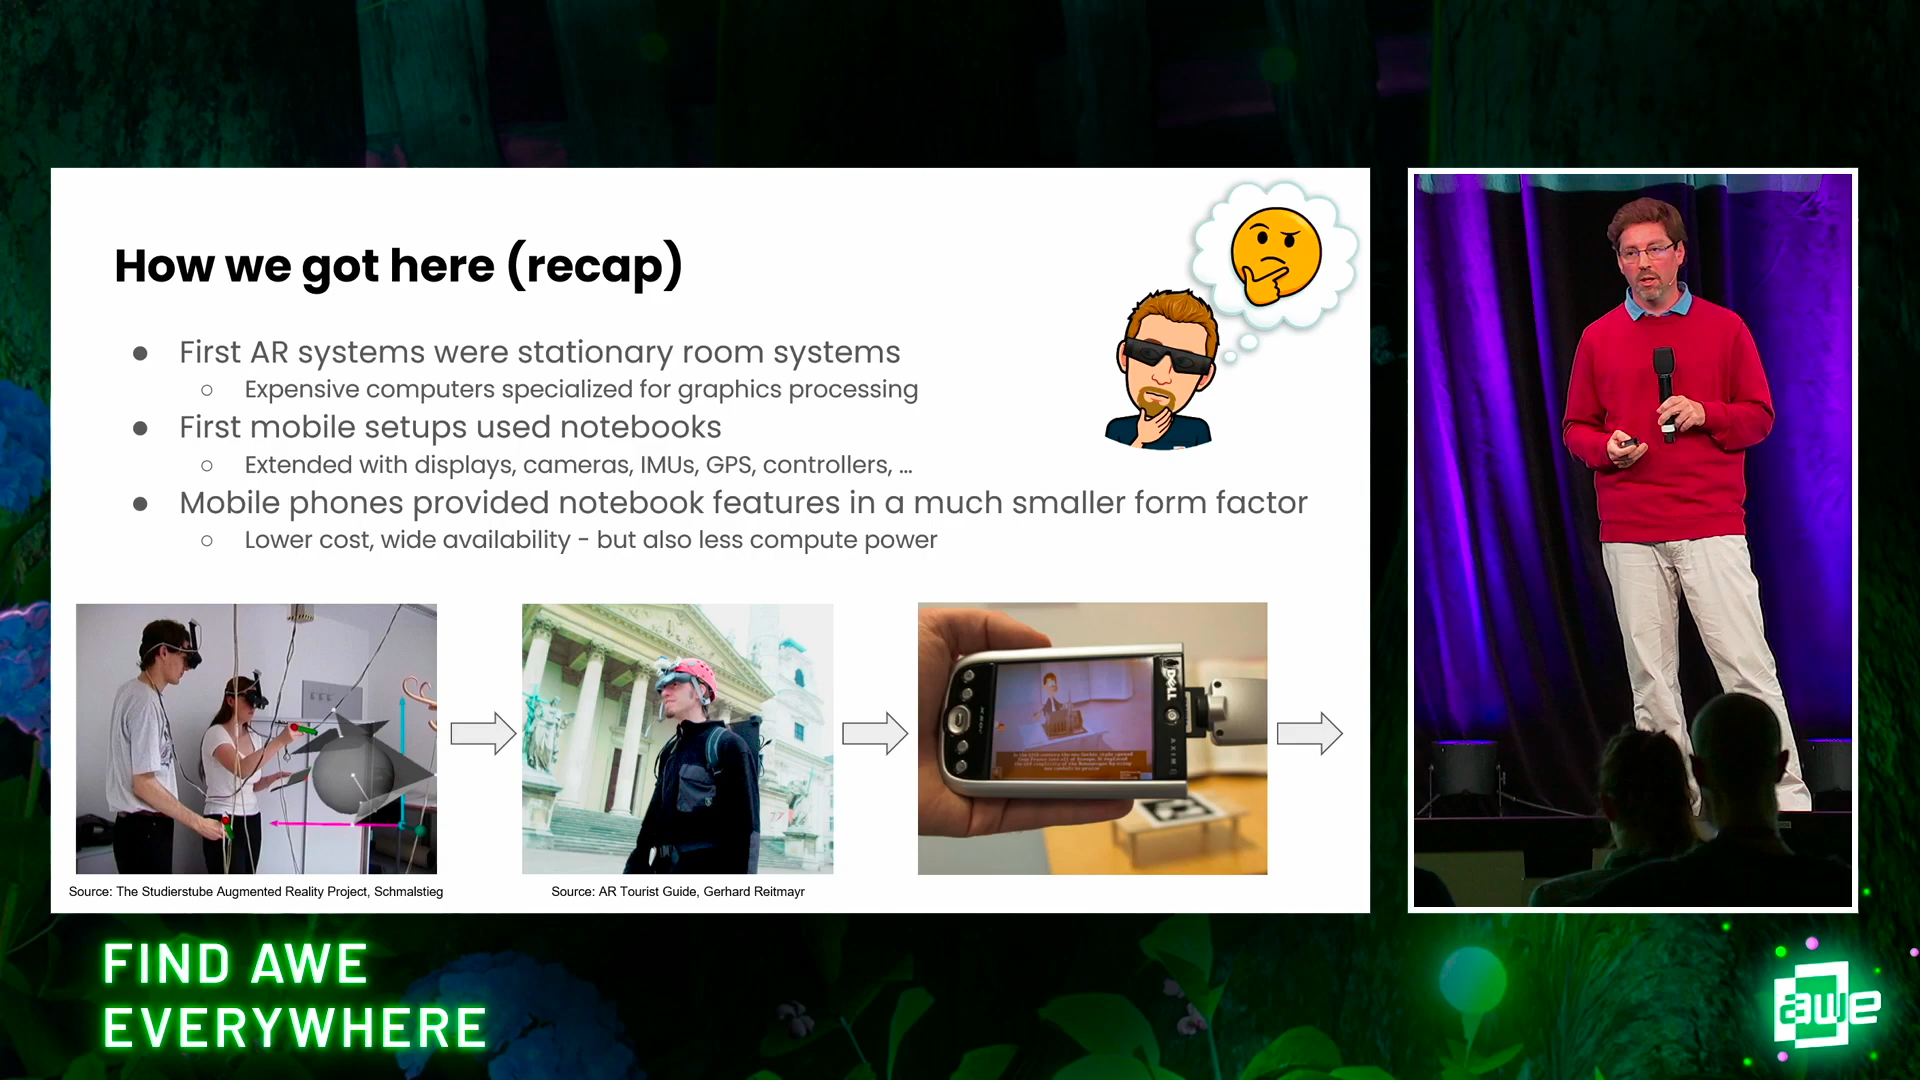 How we got here (recap)
● First AR systems were stationary room systems
○ Expensive computers specialized for graphics processing
● First mobile setups used notebooks
○ Extended with displays, cameras, IMUs, GPS, controllers, ...
● Mobile phones provided notebook features in a much smaller form factor
○ Lower cost, wide availability - but also less compute power
DELL
AXIM
Source: The Studierstube Augmented Reality Project, Schmalstieg
Source: AR Tourist Guide, Gerhard Reitmayr
FIND AWE
EVERYWHERE
awe